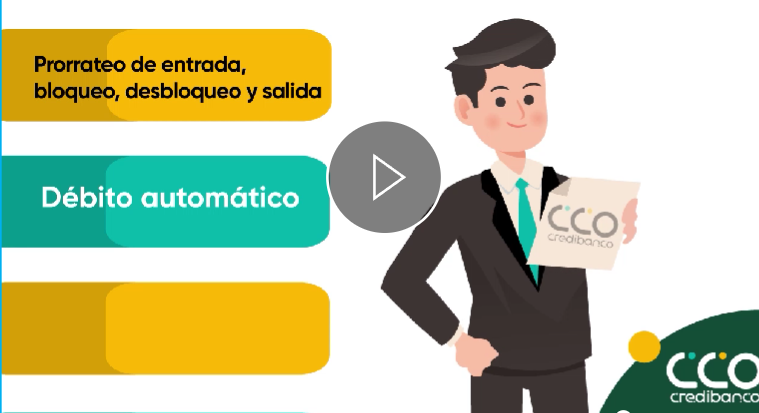 Prorrateo de entrada,
bloqueo, desbloqueo y salida
Débito automático
CCO
credibanco
CCO
credibanco